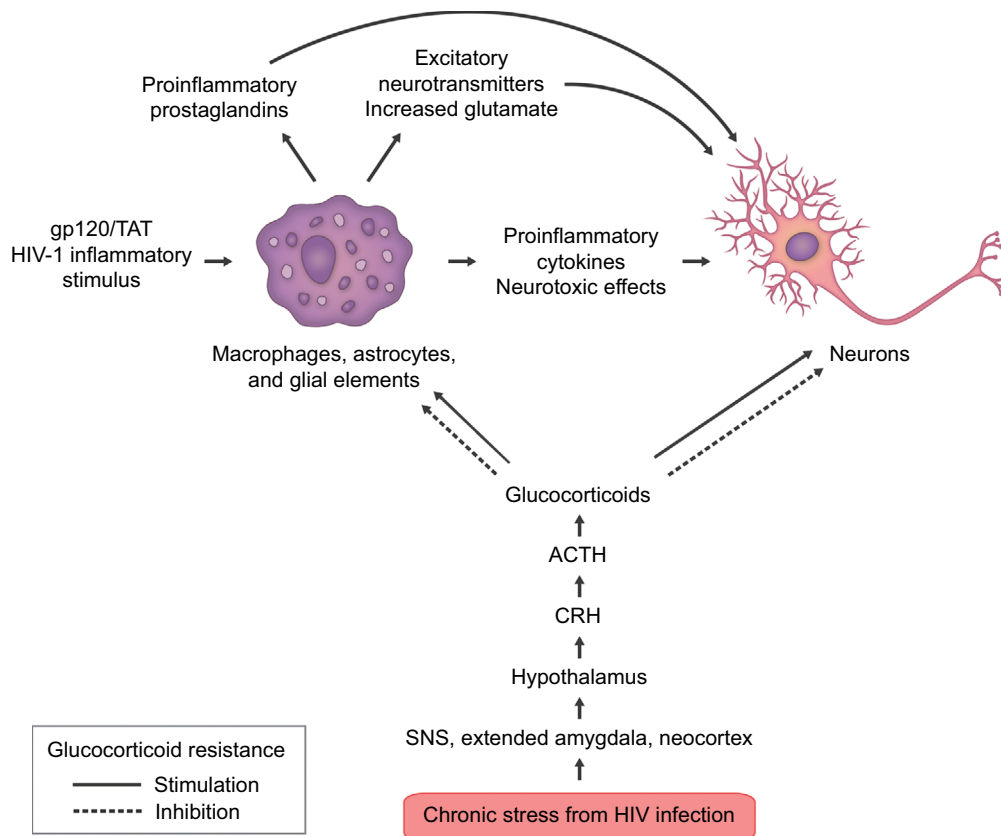 Proinflammatory
prostaglandins
Excitatory
neurotransmitters
Increased glutamate
gp120/TAT
HIV-1 inflammatory
stimulus
Proinflammatory
cytokines
Neurotoxic effects
Macrophages, astrocytes,
and glial elements
Neurons
Glucocorticoids
ACTH
CRH
Hypothalamus
SNS, extended amygdala, neocortex
Chronic stress from HIV infection
Glucocorticoid resistance
Stimulation
Inhibition